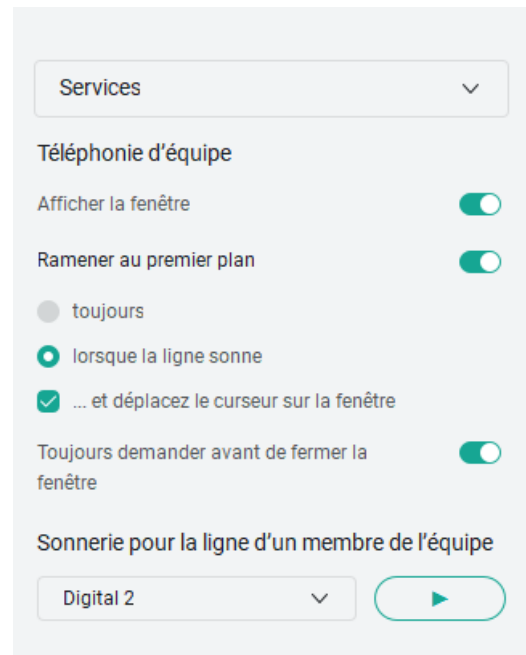 Services
Téléphonie d'équipe
Afficher la fenêtre
Ramener au premier plan
toujours
lorsque la ligne sonne
... et déplacez le curseur sur la fenêtre
Toujours demander avant de fermer la
fenêtre
Sonnerie pour la ligne d'un membre de l'équipe
Digital 2